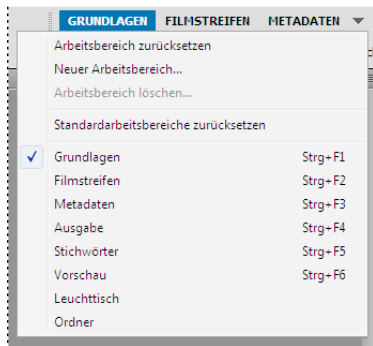 GRUNDLAGEN FILMSTREIFEN METADATEN
Arbeitsbereich zurücksetzen
Neuer Arbeitsbereich...
Arbeitsbereich löschen...
Standardarbeitsbereiche zurücksetzen
Grundlagen Strg+F1
Filmstreifen Strg+F2
Metadaten Strg+F3
Ausgabe Strg+F4
Stichwörter Strg+F5
Vorschau Strg+F6
Leuchttisch
Ordner